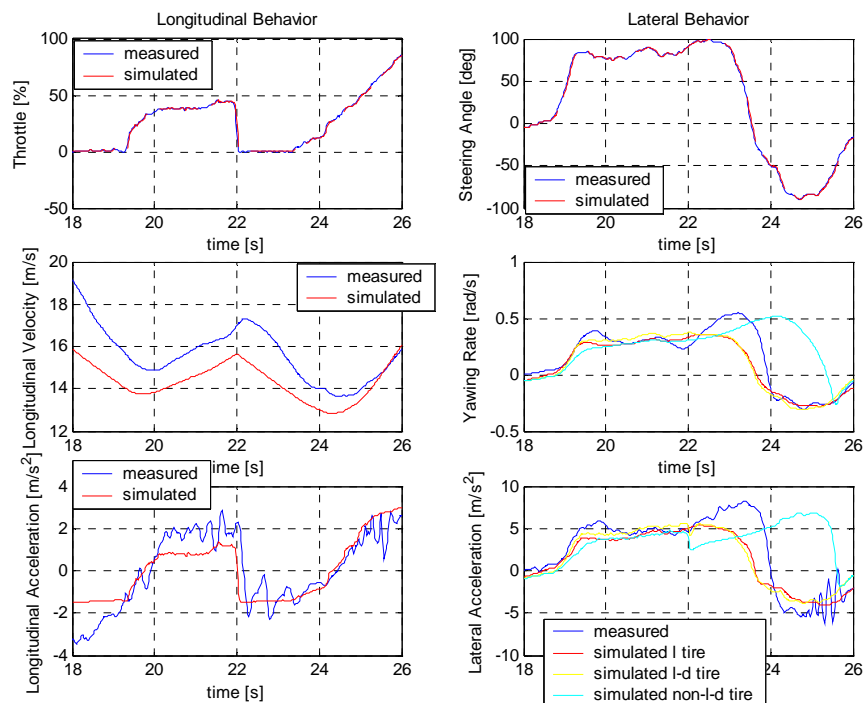 Longitudinal Behavior
Throttle [%]
100
50
0
-50
measured
simulated
18 20 22 24 26
time [s]
Lateral Behavior
Steering Angle [deg]
100
50
0
-50
-100
measured
simulated
18 20 22 24 26
time [s]
Longitudinal Velocity [m/s]
20
18
16
14
12
measured
simulated
18 20 22 24 26
time [s]
Yawing Rate [rad/s]
1
0.5
0
-0.5
18 20 22 24 26
time [s]
Longitudinal Acceleration [m/s²]
4
2
0
-2
-4
measured
simulated
18 20 22 24 26
time [s]
Lateral Acceleration [m/s²]
10
5
0
-5
-10
18 20 22 24 26
measured
simulated l tire
simulated l-d tire
simulated non-l-d tire